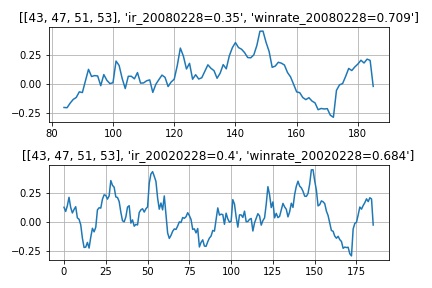 [[43, 47, 51, 53], 'ir_20080228=0.35', 'winrate_20080228=0.709']
0.25
0.00
−0.25
80 100 120 140 160 180
[[43, 47, 51, 53], 'ir_20020228=0.4', 'winrate_20020228=0.684']
0.25
0.00
−0.25
0 25 50 75 100 125 150 175